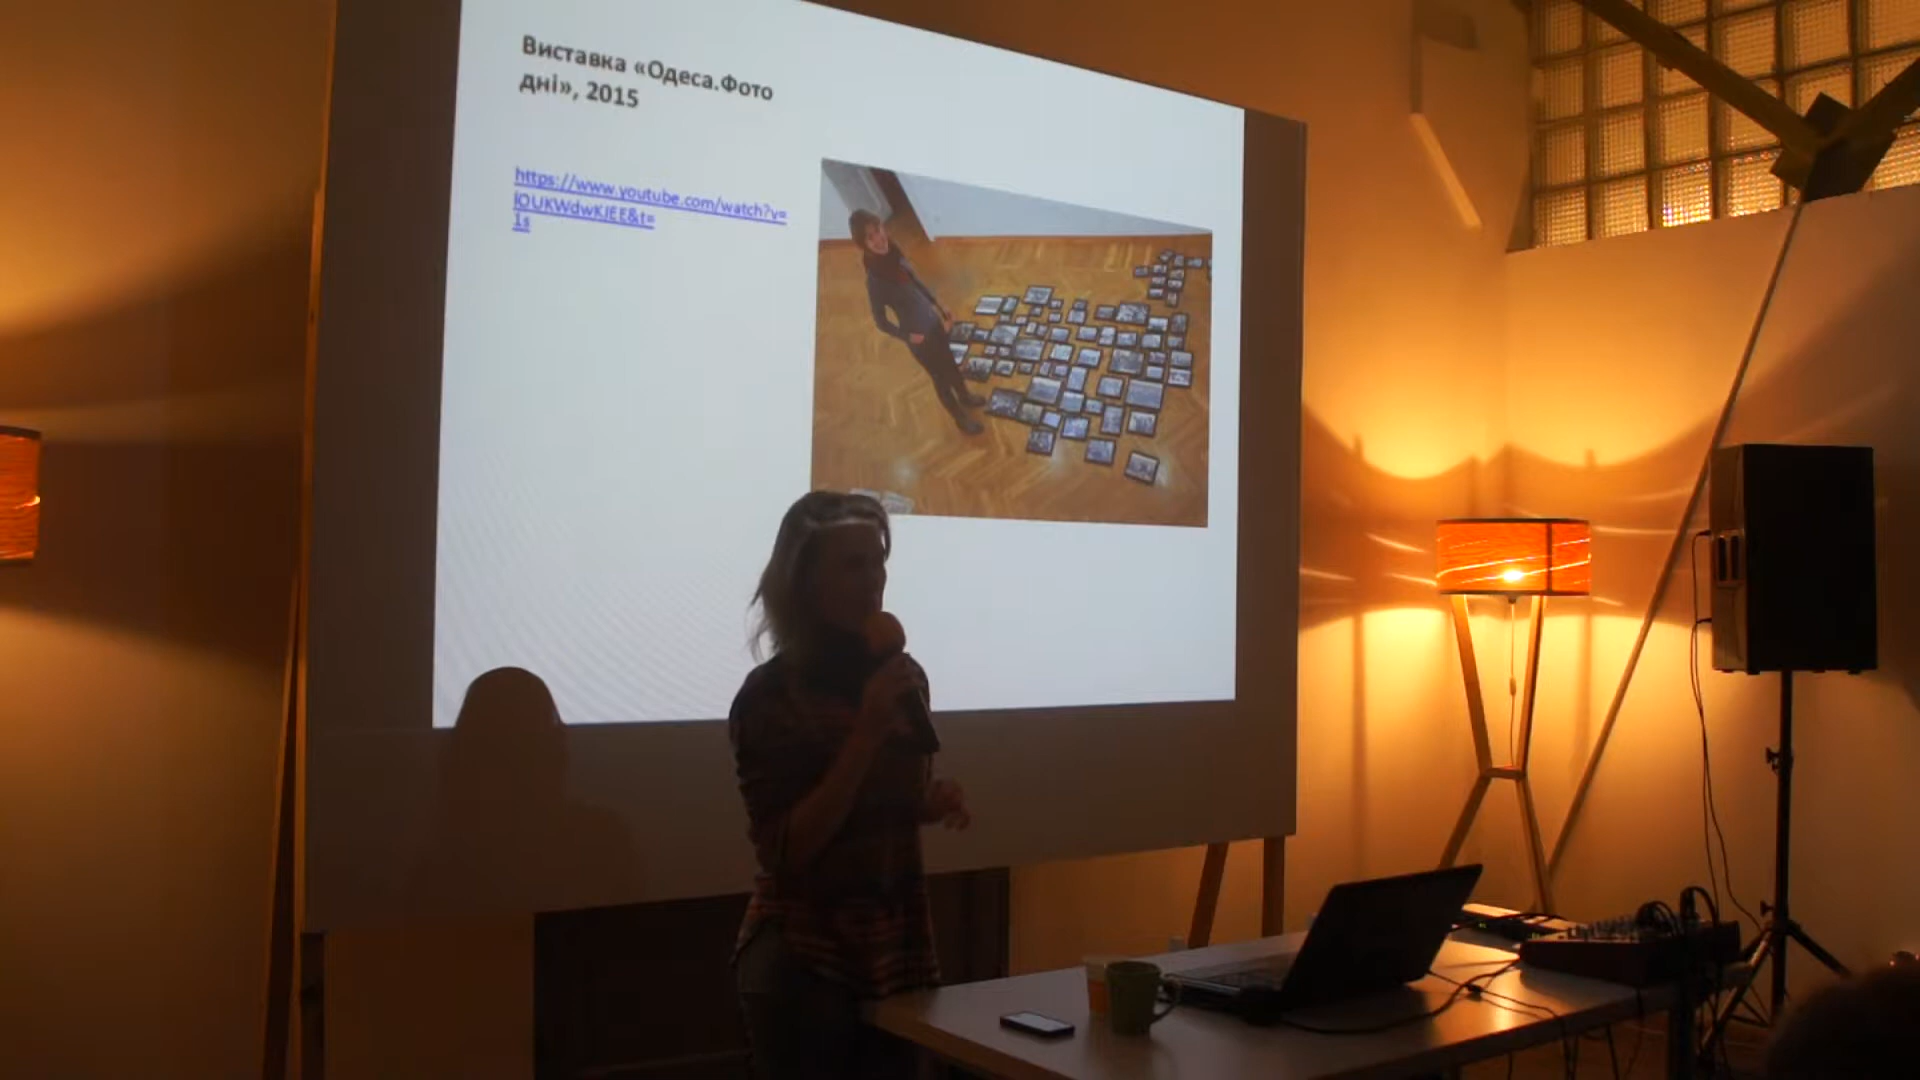 Виставка «Одеса.Фото
дні», 2015
https://www.youtube.com/watch?v=
lOUKWdwKJEE&t=
1s